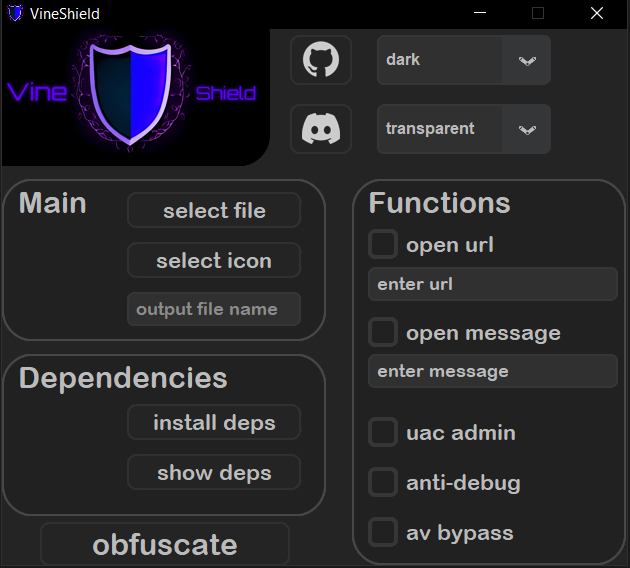 VineShield
Vine Shield
dark
transparent
Main
select file
select icon
output file name
Dependencies
install deps
show deps
obfuscate
Functions
open url
enter url
open message
enter message
uac admin
anti-debug
av bypass